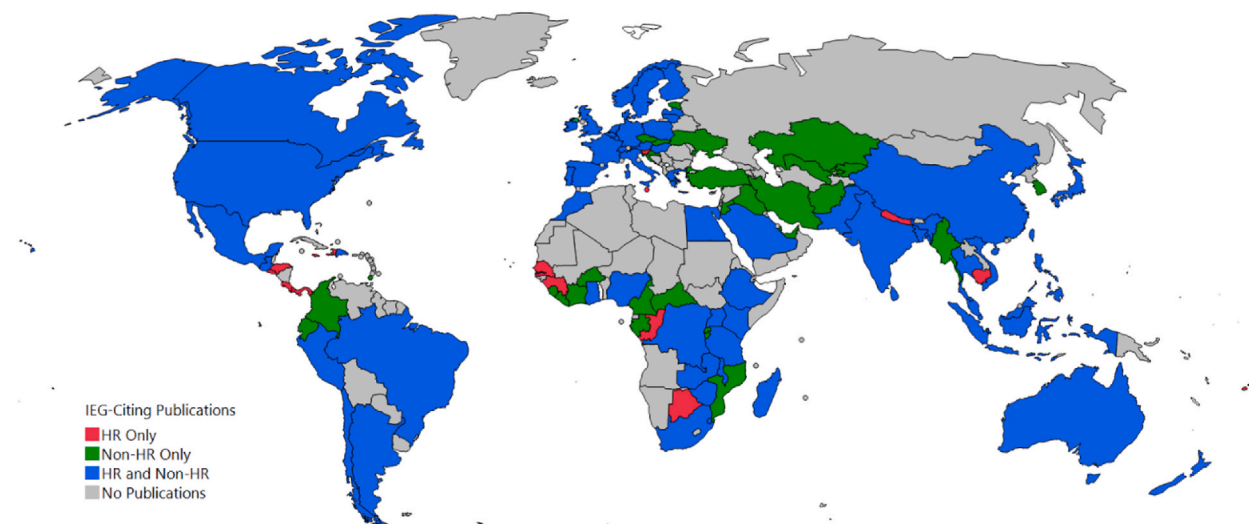 IEG-Citing Publications
HR Only
Non-HR Only
HR and Non-HR
No Publications